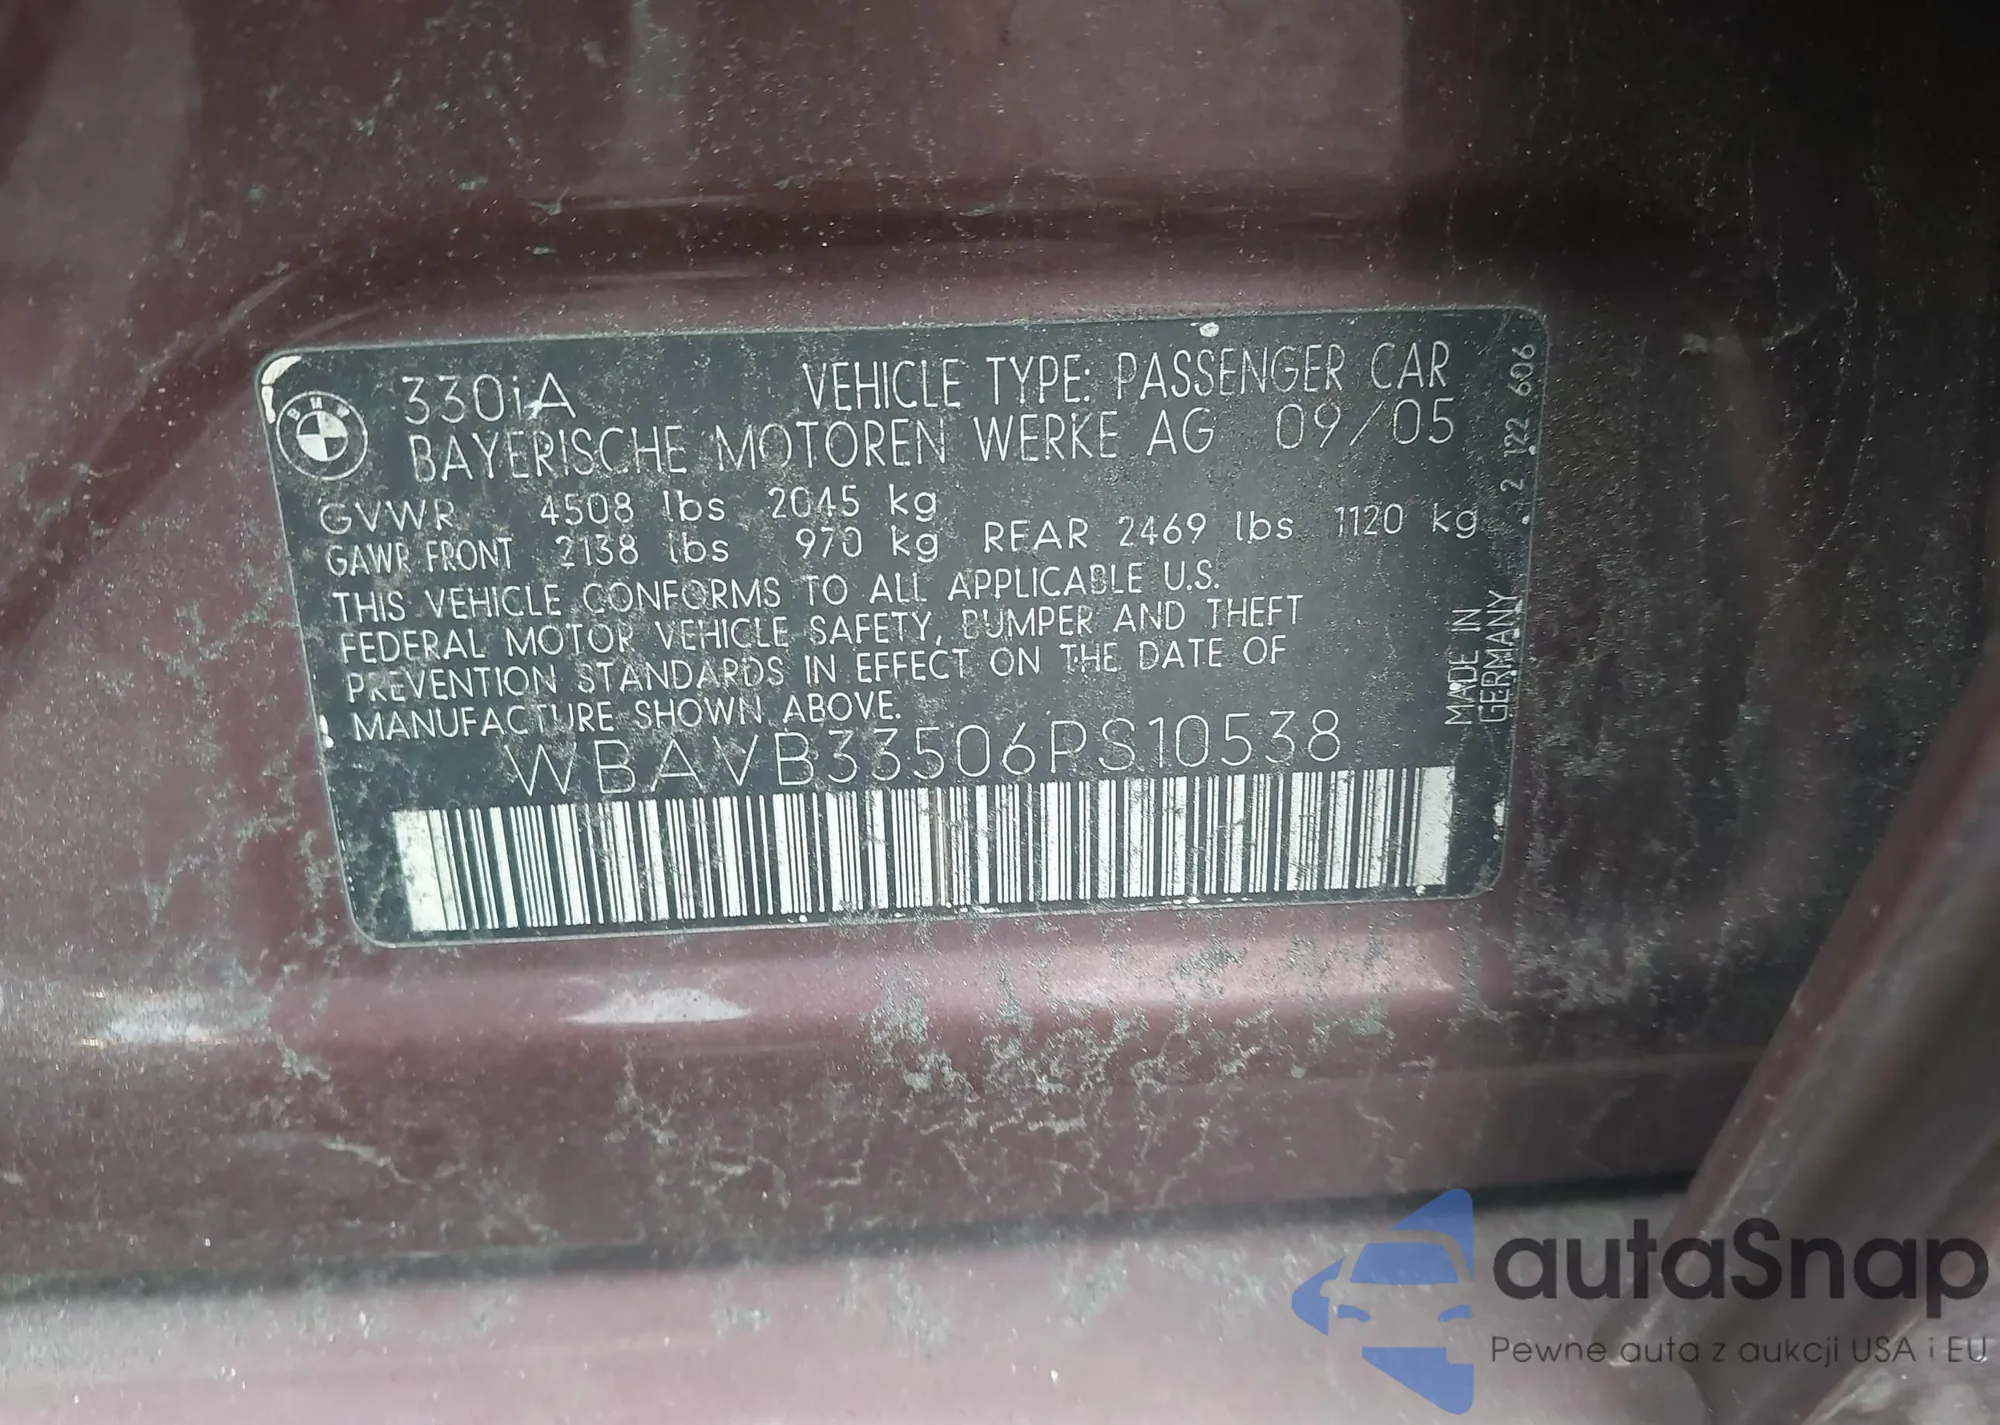 BMW
330iA VEHICLE TYPE: PASSENGER CAR
BAYERISCHE MOTOREN WERKE AG 09/05
GVWR 4508 lbs 2045 kg
GAWR FRONT 2138 lbs 970 kg REAR 2469 lbs 1120 kg
THIS VEHICLE CONFORMS TO ALL APPLICABLE U.S.
FEDERAL MOTOR VEHICLE SAFETY, BUMPER AND THEFT
PREVENTION STANDARDS IN EFFECT ON THE DATE OF
MANUFACTURE SHOWN ABOVE.
WBAVB33506PS10538
MADE IN
GERMANY
2 122 606
autaSnap
Pewne auta z aukcji USA i EU